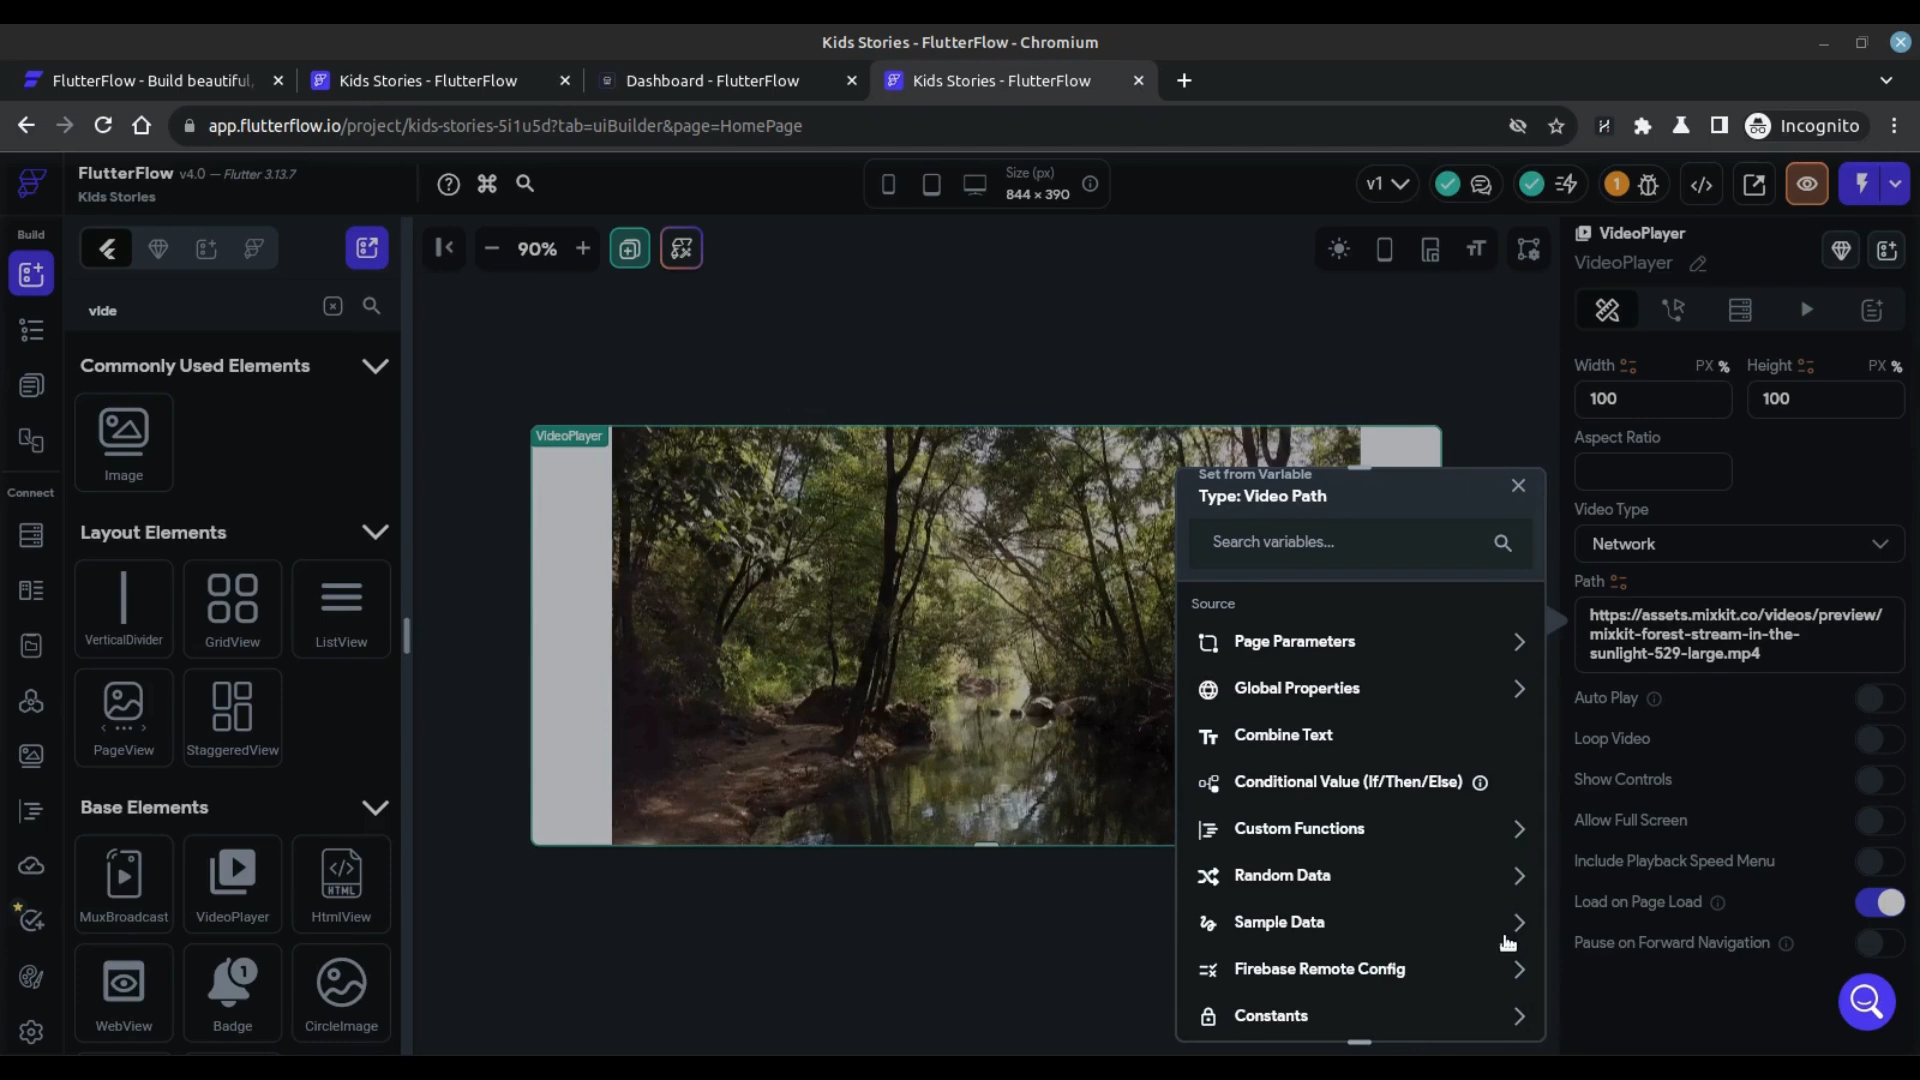 Kids Stories - FlutterFlow - Chromium
FlutterFlow - Build beautiful,
Kids Stories - FlutterFlow
Dashboard - FlutterFlow
Kids Stories - FlutterFlow
app.flutterflow.io/project/kids-stories-5i1u5d?tab=uiBuilder&page=HomePage
Incognito
FlutterFlow v4.0 — Flutter 3.13.7
Kids Stories
Size (px)
844 × 390
v1
1
Build
90%
vide
Commonly Used Elements
Image
Layout Elements
VerticalDivider
GridView
ListView
PageView
StaggeredView
Base Elements
MuxBroadcast
VideoPlayer
HTML
HtmlView
WebView
1
Badge
CircleImage
Connect
VideoPlayer
Set from Variable
Type: Video Path
Search variables...
Source
Page Parameters
Global Properties
Combine Text
Conditional Value (If/Then/Else)
Custom Functions
Random Data
Sample Data
Firebase Remote Config
Constants
VideoPlayer
VideoPlayer
Width
PX %
Height
PX %
100
100
Aspect Ratio
Video Type
Network
Path
https://assets.mixkit.co/videos/preview/
mixkit-forest-stream-in-the-
sunlight-529-large.mp4
Auto Play
Loop Video
Show Controls
Allow Full Screen
Include Playback Speed Menu
Load on Page Load
Pause on Forward Navigation